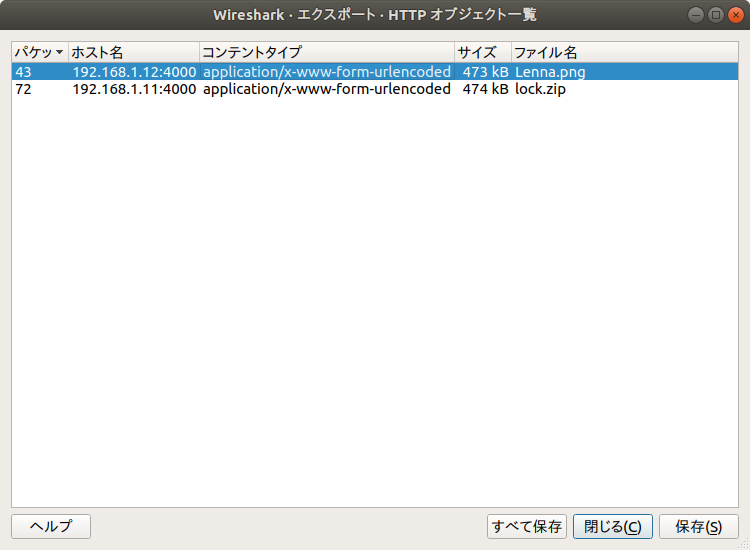 Wireshark · エクスポート · HTTP オブジェクト一覧
パケッ ホスト名 コンテントタイプ サイズ ファイル名
43 192.168.1.12:4000 application/x-www-form-urlencoded 473 kB Lenna.png
72 192.168.1.11:4000 application/x-www-form-urlencoded 474 kB lock.zip
ヘルプ すべて保存 閉じる(C) 保存(S)